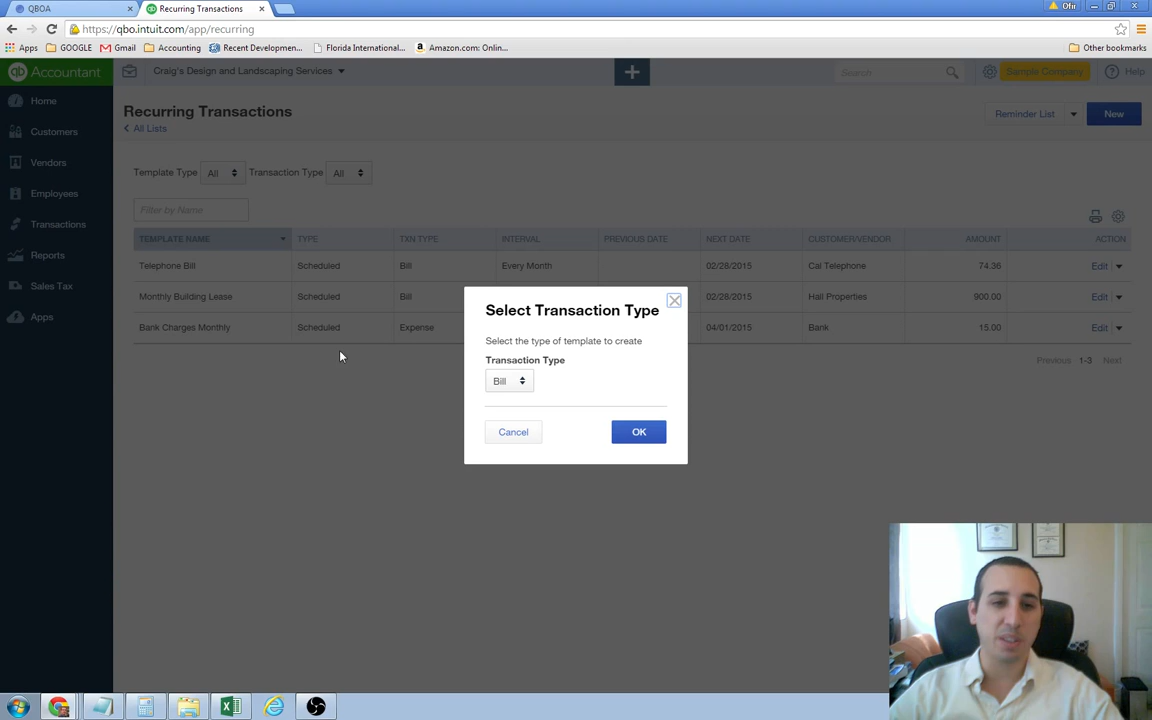 QBOA
Recurring Transactions
Ofii
https://qbo.intuit.com/app/recurring
Apps GOOGLE Gmail Accounting Recent Developmen... Florida International... Amazon.com: Onlin... Other bookmarks
qb Accountant
Craig's Design and Landscaping Services
Search
Sample Company
Help
Home
Customers
Vendors
Employees
Transactions
Reports
Sales Tax
Apps
Recurring Transactions
All Lists
Reminder List
New
Template Type All Transaction Type All
Filter by Name
TEMPLATE NAME TYPE TXN TYPE INTERVAL PREVIOUS DATE NEXT DATE CUSTOMER/VENDOR AMOUNT ACTION
Telephone Bill Scheduled Bill Every Month 02/28/2015 Cal Telephone 74.36 Edit
Monthly Building Lease Scheduled Bill 02/28/2015 Hall Properties 900.00 Edit
Bank Charges Monthly Scheduled Expense 04/01/2015 Bank 15.00 Edit
Previous 1-3 Next
Select Transaction Type
Select the type of template to create
Transaction Type
Bill
Cancel
OK